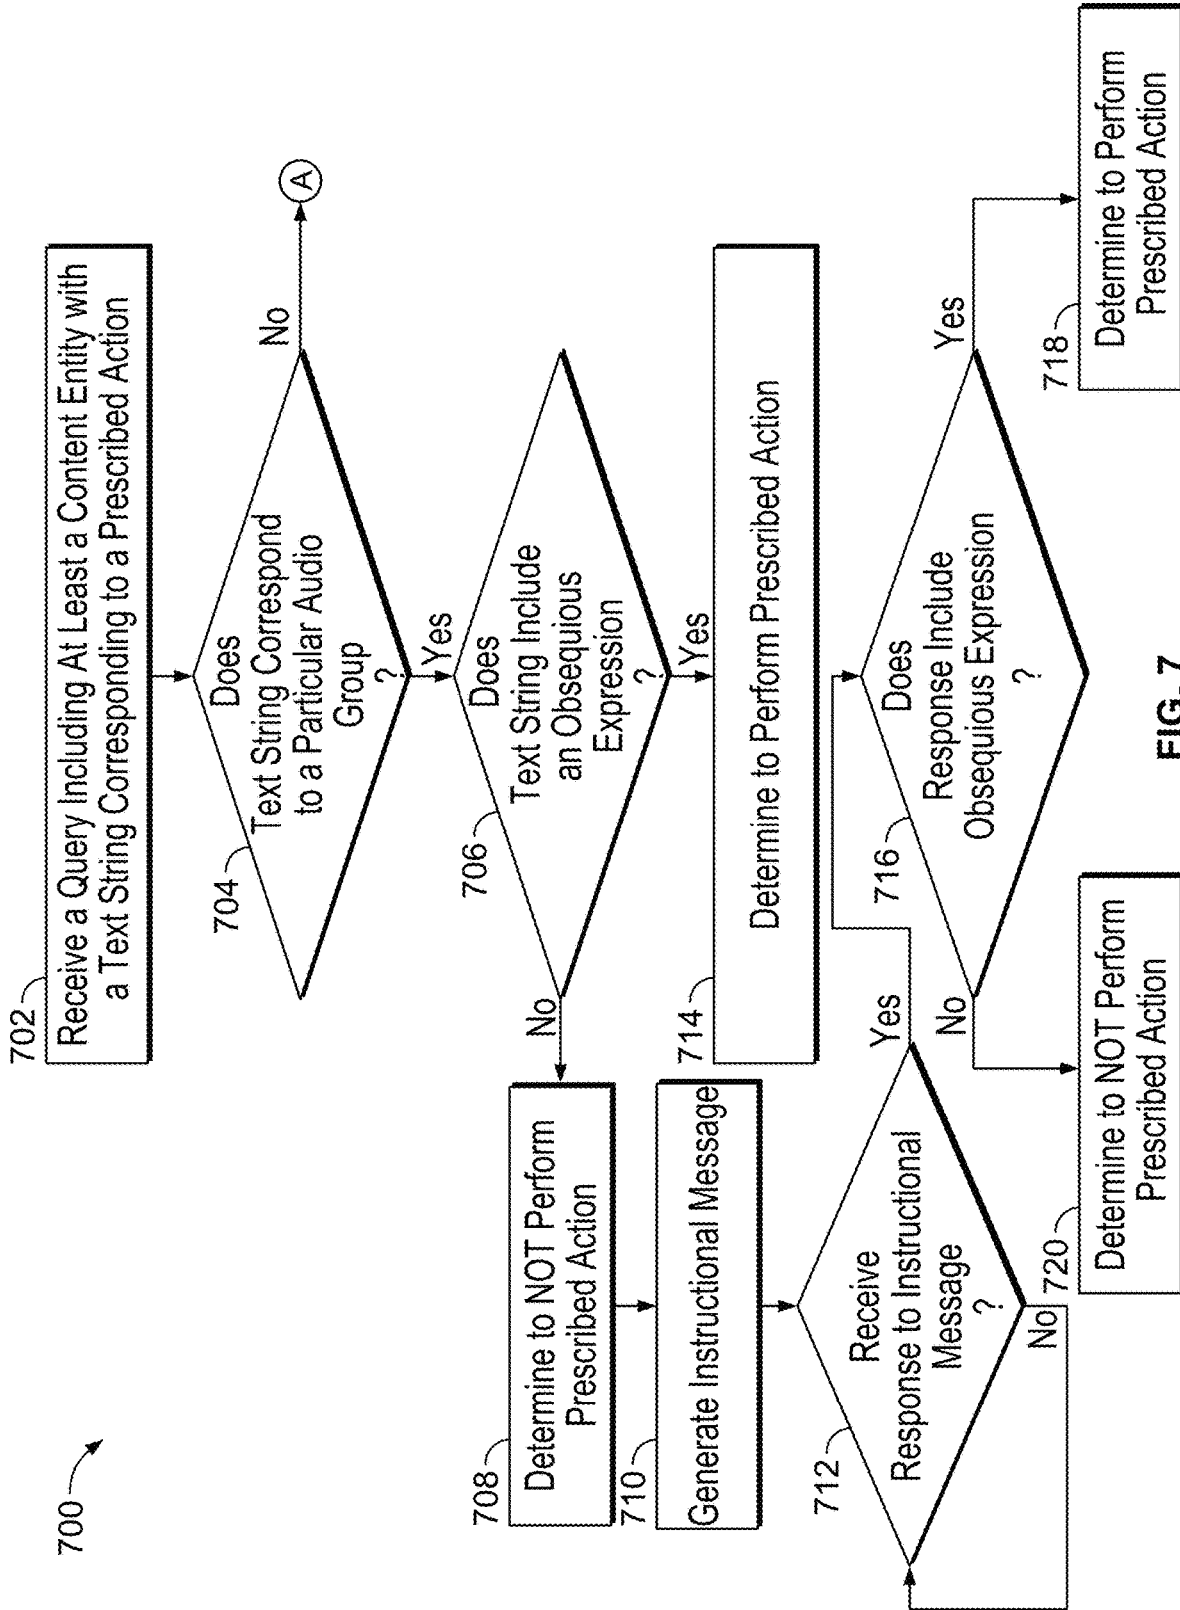 700
702
Receive a Query Including At Least a Content Entity with
a Text String Corresponding to a Prescribed Action
704
Does
Text String Correspond
to a Particular Audio
Group
?
No
A
Yes
706
Does
Text String Include
an Obsequious
Expression
?
No
Yes
708
Determine to NOT Perform
Prescribed Action
710
Generate Instructional Message
712
Receive
Response to Instructional
Message
?
No
Yes
714
Determine to Perform Prescribed Action
716
Does
Response Include
Obsequious Expression
?
No
Yes
720
Determine to NOT Perform
Prescribed Action
718
Determine to Perform
Prescribed Action
FIG. 7